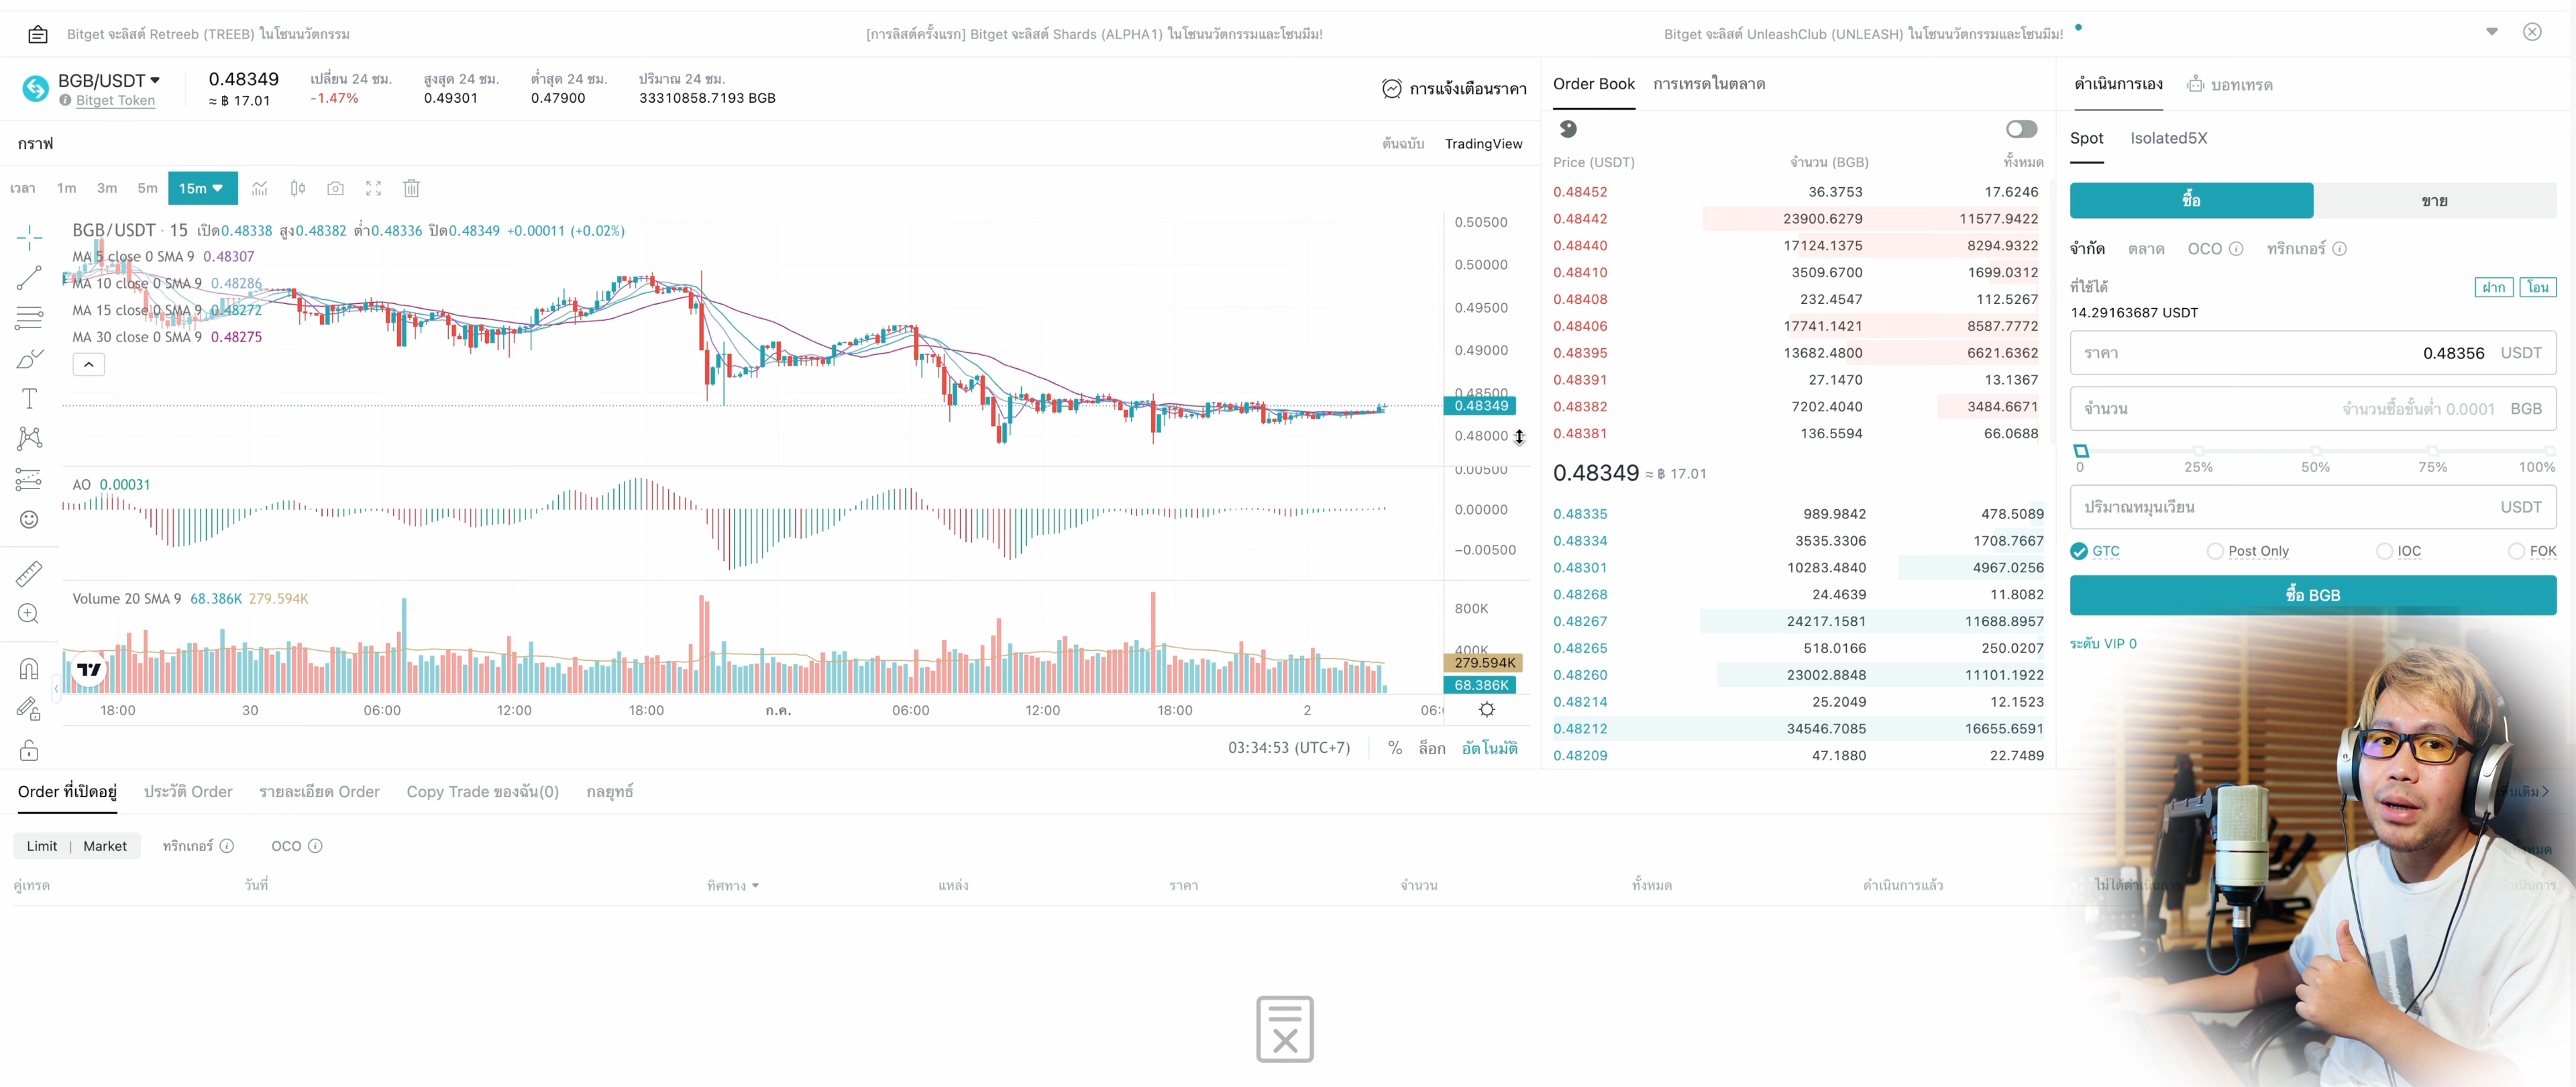 Bitget จะลิสต์ Retreeb (TREEB) ในโซนนวัตกรรม
[การลิสต์ครั้งแรก] Bitget จะลิสต์ Shards (ALPHA1) ในโซนนวัตกรรมและโซนมีม!
Bitget จะลิสต์ UnleashClub (UNLEASH) ในโซนนวัตกรรมและโซนมีม!
BGB/USDT
Bitget Token
0.48349
≈ ฿ 17.01
เปลี่ยน 24 ชม.
-1.47%
สูงสุด 24 ชม.
0.49301
ต่ำสุด 24 ชม.
0.47900
ปริมาณ 24 ชม.
33310858.7193 BGB
การแจ้งเตือนราคา
กราฟ
ต้นฉบับ TradingView
เวลา 1m 3m 5m 15m
BGB/USDT · 15 เปิด0.48338 สูง0.48382 ต่ำ0.48336 ปิด0.48349 +0.00011 (+0.02%)
MA 5 close 0 SMA 9 0.48307
MA 10 close 0 SMA 9 0.48286
MA 15 close 0 SMA 9 0.48272
MA 30 close 0 SMA 9 0.48275
0.50500
0.50000
0.49500
0.49000
0.48500
0.48349
0.48000
AO 0.00031
0.00500
0.00000
−0.00500
Volume 20 SMA 9 68.386K 279.594K
800K
400K
279.594K
68.386K
18:00 30 06:00 12:00 18:00 ก.ค. 06:00 12:00 18:00 2 06:
03:34:53 (UTC+7) % ล็อก อัตโนมัติ
Order Book การเทรดในตลาด
Price (USDT) จำนวน (BGB) ทั้งหมด
0.48452 36.3753 17.6246
0.48442 23900.6279 11577.9422
0.48440 17124.1375 8294.9322
0.48410 3509.6700 1699.0312
0.48408 232.4547 112.5267
0.48406 17741.1421 8587.7772
0.48395 13682.4800 6621.6362
0.48391 27.1470 13.1367
0.48382 7202.4040 3484.6671
0.48381 136.5594 66.0688
0.48349 ≈ ฿ 17.01
0.48335 989.9842 478.5089
0.48334 3535.3306 1708.7667
0.48301 10283.4840 4967.0256
0.48268 24.4639 11.8082
0.48267 24217.1581 11688.8957
0.48265 518.0166 250.0207
0.48260 23002.8848 11101.1922
0.48214 25.2049 12.1523
0.48212 34546.7085 16655.6591
0.48209 47.1880 22.7489
ดำเนินการเอง บอทเทรด
Spot Isolated5X
ซื้อ ขาย
จำกัด ตลาด OCO ทริกเกอร์
ที่ใช้ได้ ฝาก โอน
14.29163687 USDT
ราคา 0.48356 USDT
จำนวน จำนวนซื้อขั้นต่ำ 0.0001 BGB
0 25% 50% 75% 100%
ปริมาณหมุนเวียน USDT
GTC Post Only IOC FOK
ซื้อ BGB
ระดับ VIP 0
Order ที่เปิดอยู่ ประวัติ Order รายละเอียด Order Copy Trade ของฉัน(0) กลยุทธ์
Limit | Market ทริกเกอร์ OCO
คู่เทรด วันที่ ทิศทาง แหล่ง ราคา จำนวน ทั้งหมด ดำเนินการแล้ว